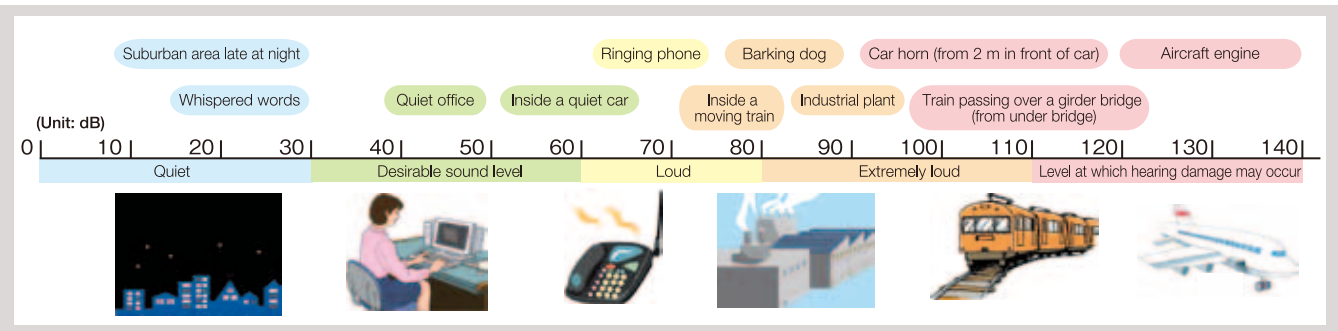 Suburban area late at night
Ringing phone
Barking dog
Car horn (from 2 m in front of car)
Aircraft engine
Whispered words
Quiet office
Inside a quiet car
Inside a
moving train
Industrial plant
Train passing over a girder bridge
(from under bridge)
(Unit: dB)
0 10 20 30 40 50 60 70 80 90 100 110 120 130 140
Quiet
Desirable sound level
Loud
Extremely loud
Level at which hearing damage may occur